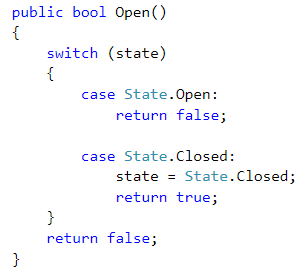 public bool Open()
{
    switch (state)
    {
        case State.Open:
            return false;

        case State.Closed:
            state = State.Closed;
            return true;
    }
    return false;
}